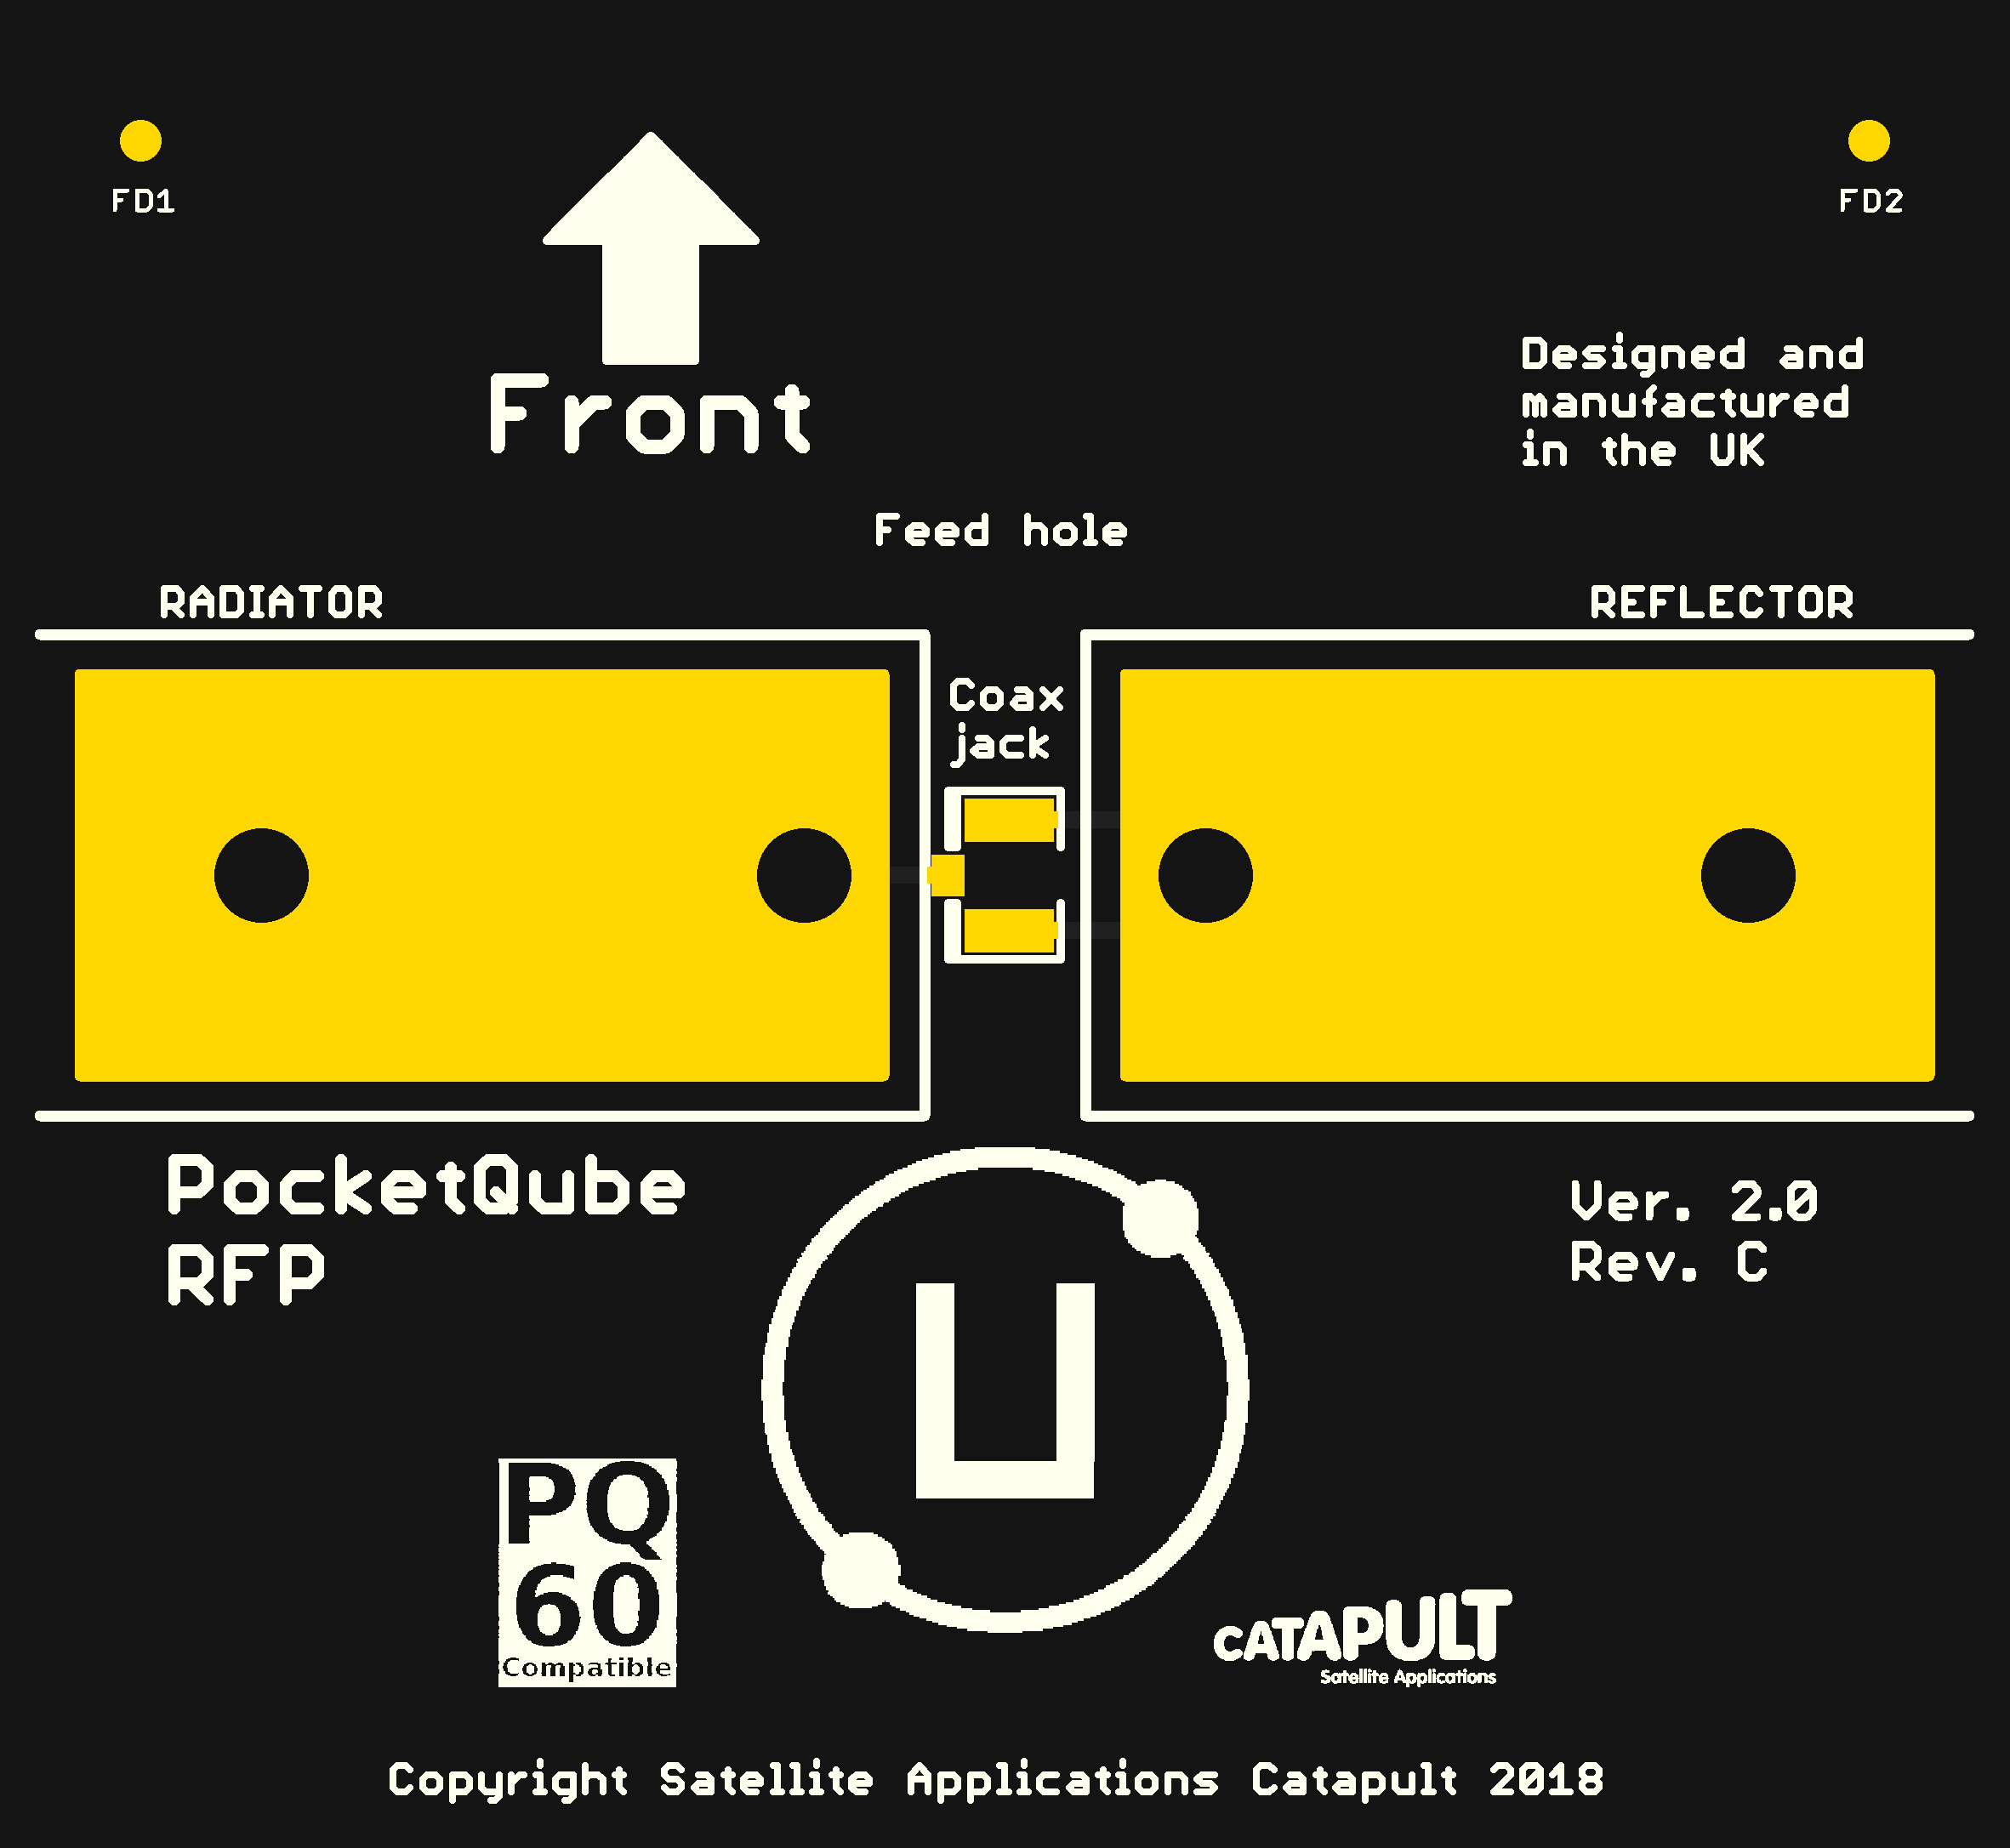 FD1
FD2
Front
Designed and
manufactured
in the UK
Feed hole
RADIATOR
REFLECTOR
Coax
jack
PocketQube
RFP
Ver. 2.0
Rev. C
U
PQ
60
Compatible
CATAPULT
Satellite Applications
Copyright Satellite Applications Catapult 2018